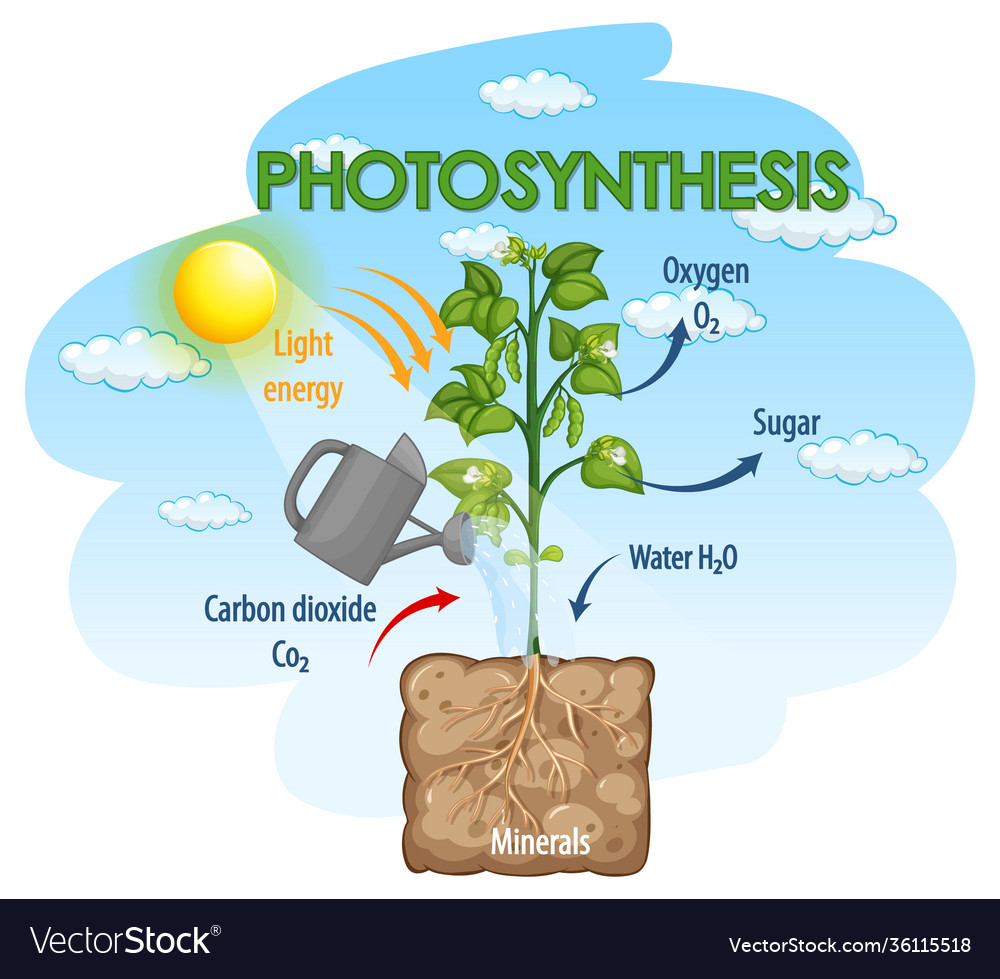 PHOTOSYNTHESIS
Oxygen
O₂
Light
energy
Sugar
Water H₂O
Carbon dioxide
Co₂
Minerals
VectorStock®
VectorStock.com/36115518